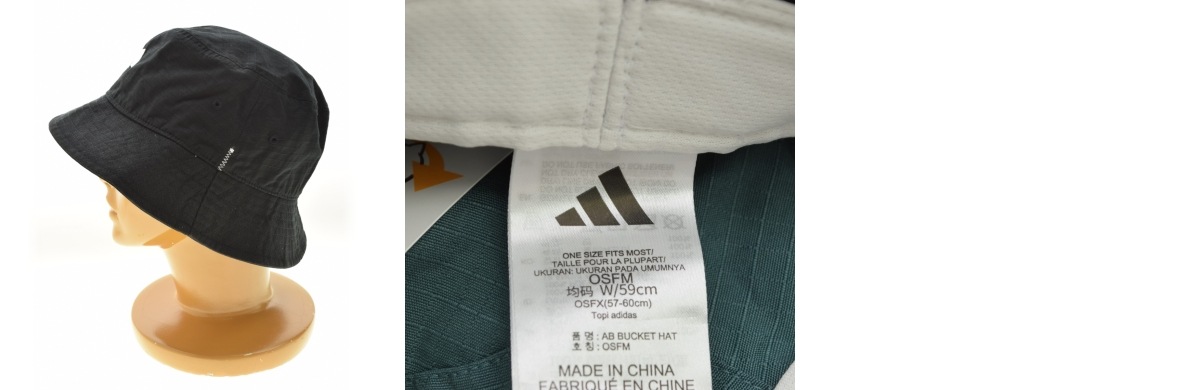 ONE SIZE FITS MOST/
TAILLE POUR LA PLUPART/
UKURAN: UKURAN PADA UMUMNYA
OSFM
均码 W/59cm
OSFX(57-60cm)
Topi adidas
품 명 : AB BUCKET HAT
호 칭 : OSFM
MADE IN CHINA
FABRIQUÉ EN CHINE